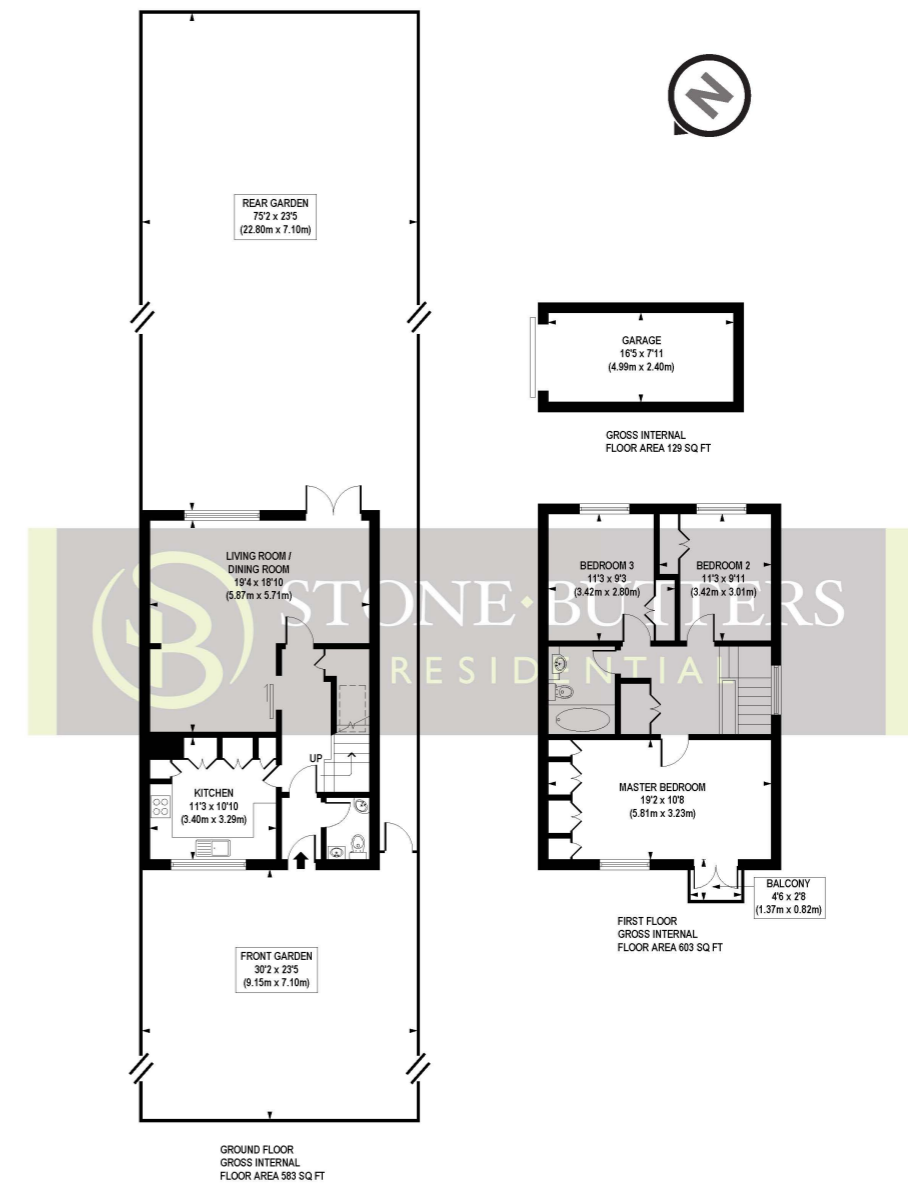 N
REAR GARDEN
75'2 x 23'5
(22.80m x 7.10m)
GARAGE
16'5 x 7'11
(4.99m x 2.40m)
GROSS INTERNAL
FLOOR AREA 129 SQ FT
LIVING ROOM /
DINING ROOM
19'4 x 18'10
(5.87m x 5.71m)
BEDROOM 3
11'3 x 9'3
(3.42m x 2.80m)
BEDROOM 2
11'3 x 9'11
(3.42m x 3.01m)
SB STONE·BUTTERS
RESIDENTIAL
UP
KITCHEN
11'3 x 10'10
(3.40m x 3.29m)
MASTER BEDROOM
19'2 x 10'8
(5.81m x 3.23m)
BALCONY
4'6 x 2'8
(1.37m x 0.82m)
FIRST FLOOR
GROSS INTERNAL
FLOOR AREA 603 SQ FT
FRONT GARDEN
30'2 x 23'5
(9.15m x 7.10m)
GROUND FLOOR
GROSS INTERNAL
FLOOR AREA 583 SQ FT